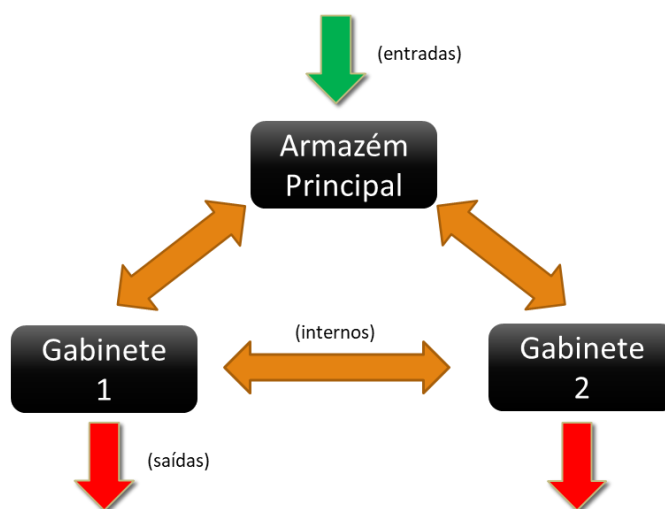 (entradas)
Armazém
Principal
(internos)
Gabinete
1
Gabinete
2
(saídas)